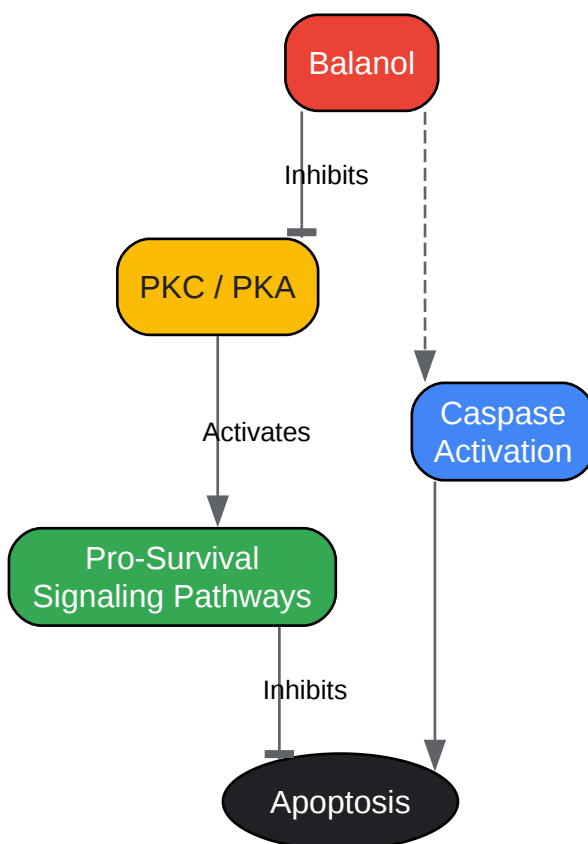 Balanol
Inhibits
PKC / PKA
Caspase
Activation
Activates
Pro-Survival
Signaling Pathways
Inhibits
Apoptosis